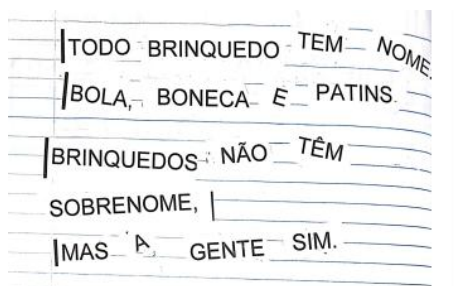 TODO BRINQUEDO TEM NOME.
BOLA, BONECA E PATINS.
BRINQUEDOS NÃO TÊM
SOBRENOME,
MAS A GENTE SIM.